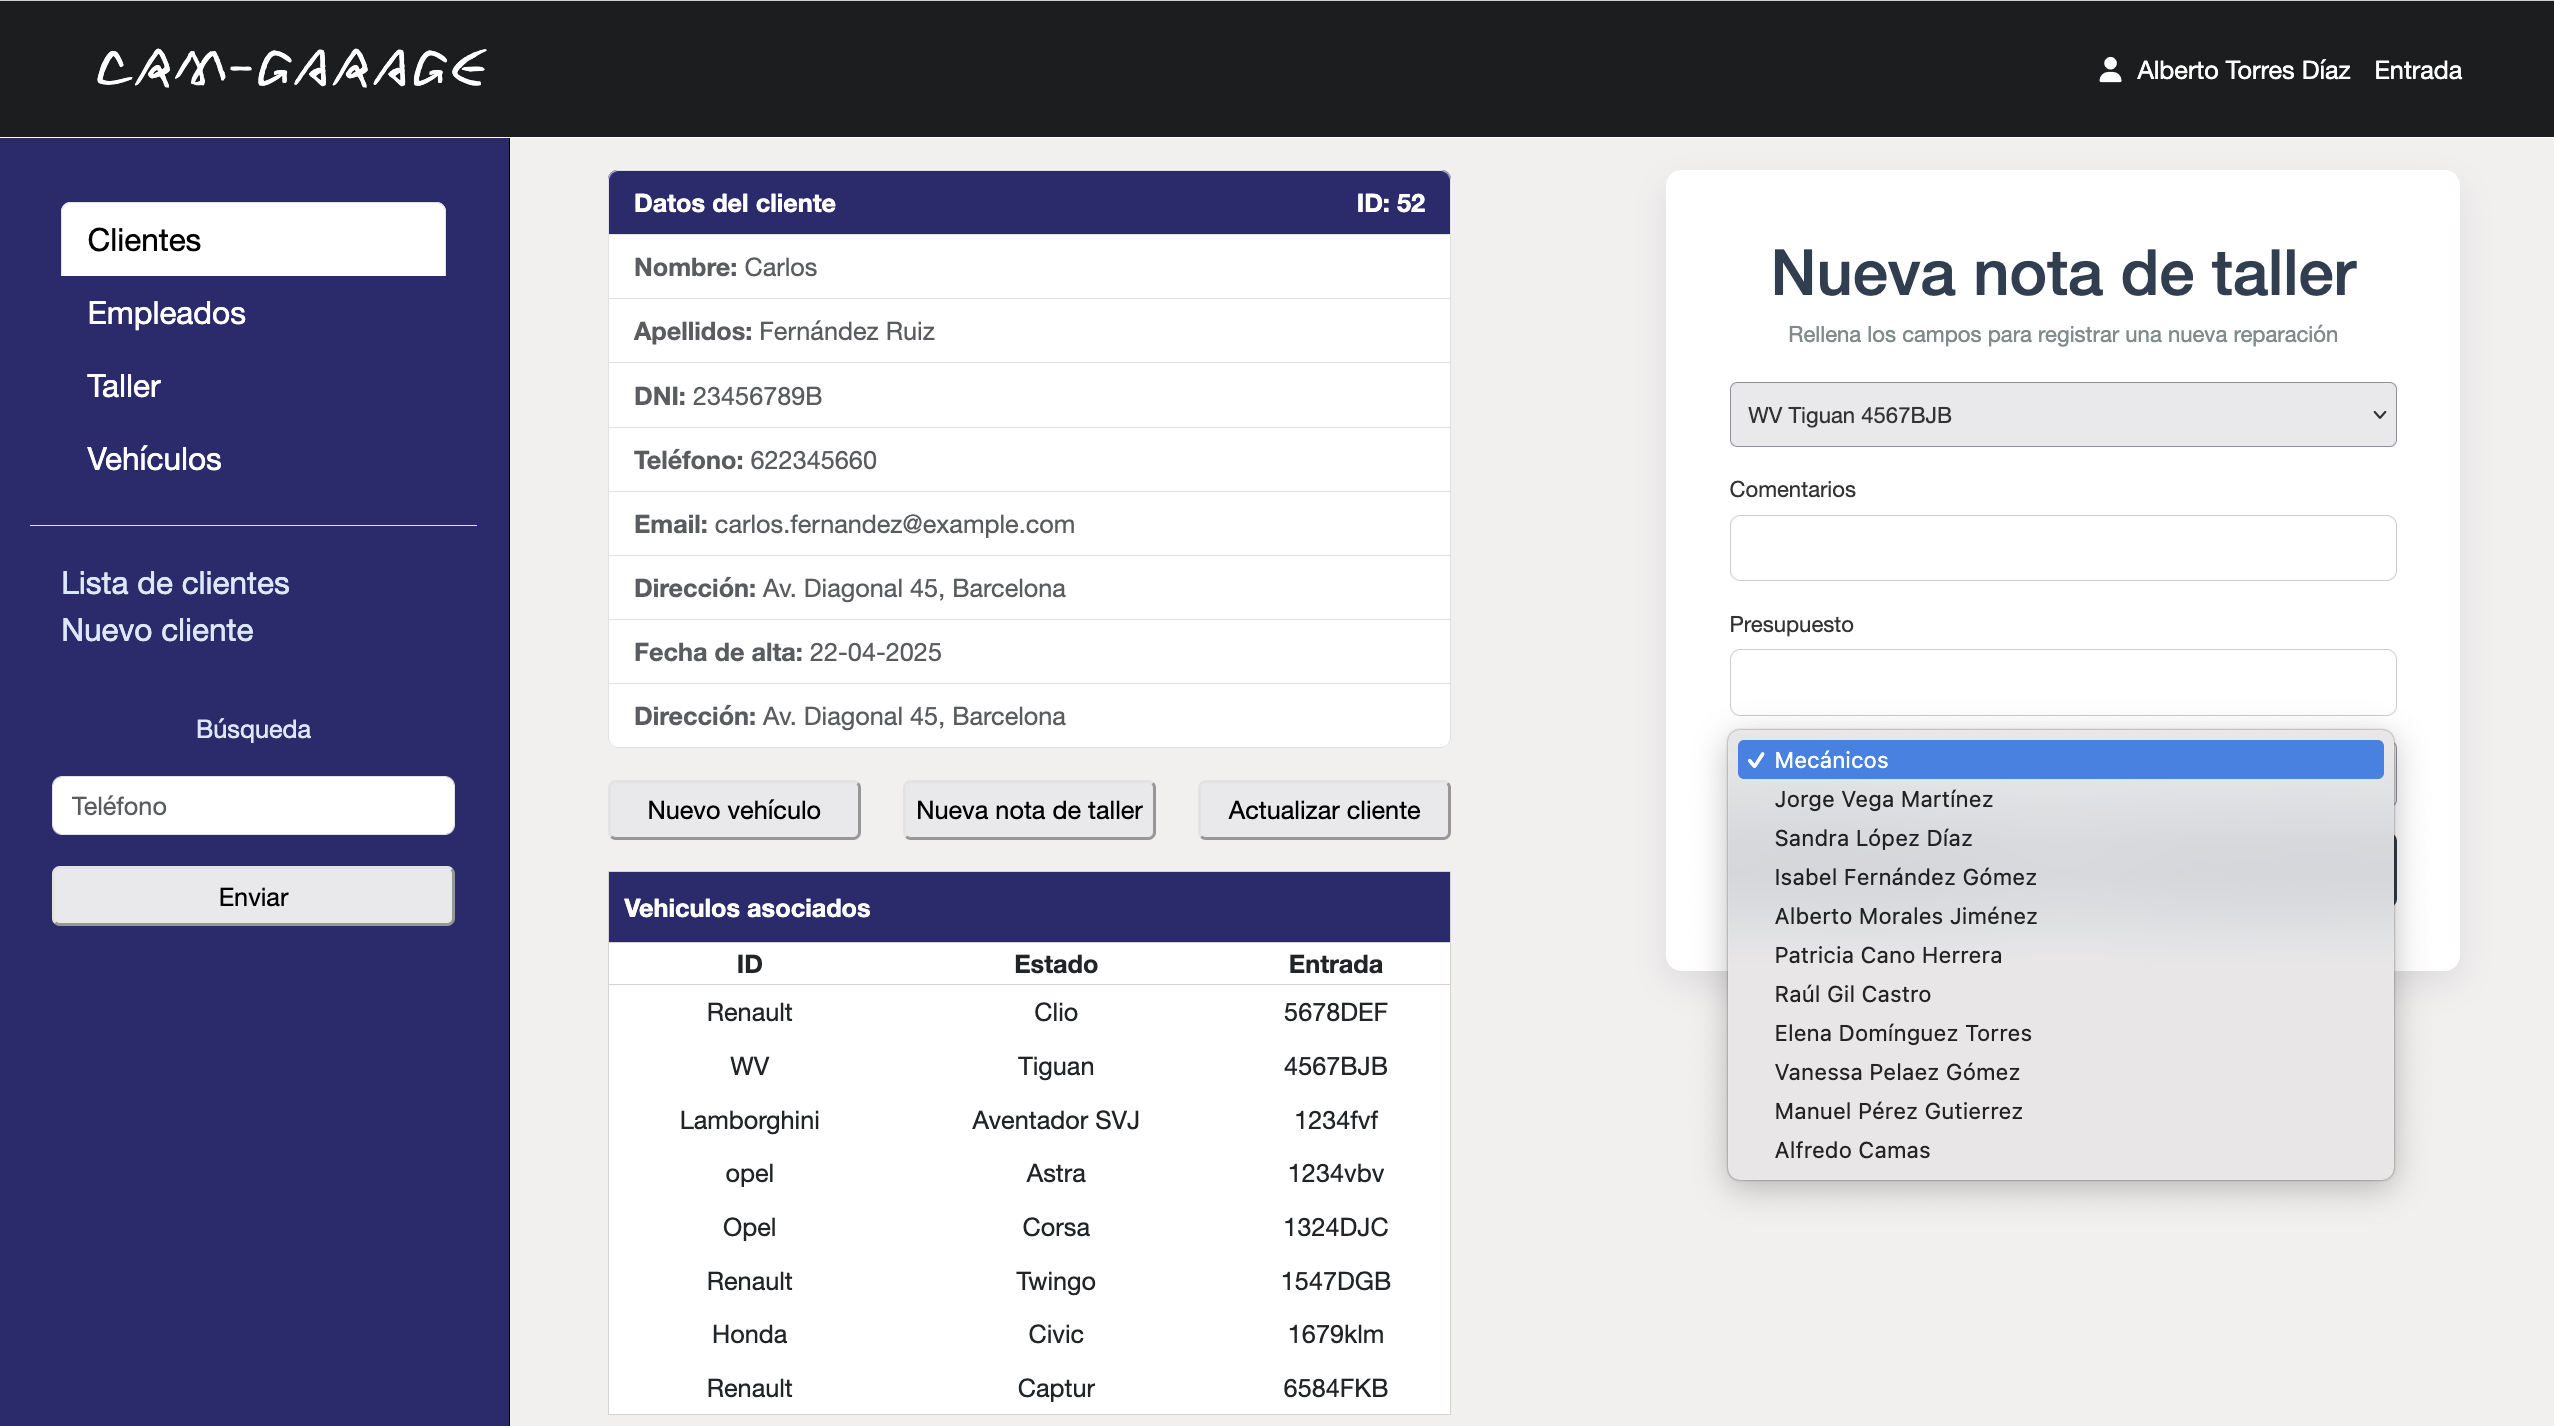 CAM-GARAGE
Alberto Torres Díaz Entrada
Clientes
Empleados
Taller
Vehículos
Lista de clientes
Nuevo cliente
Búsqueda
Teléfono
Enviar
Datos del cliente ID: 52
Nombre: Carlos
Apellidos: Fernández Ruiz
DNI: 23456789B
Teléfono: 622345660
Email: carlos.fernandez@example.com
Dirección: Av. Diagonal 45, Barcelona
Fecha de alta: 22-04-2025
Dirección: Av. Diagonal 45, Barcelona
Nuevo vehículo Nueva nota de taller Actualizar cliente
Vehiculos asociados
ID Estado Entrada
Renault Clio 5678DEF
WV Tiguan 4567BJB
Lamborghini Aventador SVJ 1234fvf
opel Astra 1234vbv
Opel Corsa 1324DJC
Renault Twingo 1547DGB
Honda Civic 1679klm
Renault Captur 6584FKB
Nueva nota de taller
Rellena los campos para registrar una nueva reparación
WV Tiguan 4567BJB
Comentarios
Presupuesto
✓ Mecánicos
Jorge Vega Martínez
Sandra López Díaz
Isabel Fernández Gómez
Alberto Morales Jiménez
Patricia Cano Herrera
Raúl Gil Castro
Elena Domínguez Torres
Vanessa Pelaez Gómez
Manuel Pérez Gutierrez
Alfredo Camas